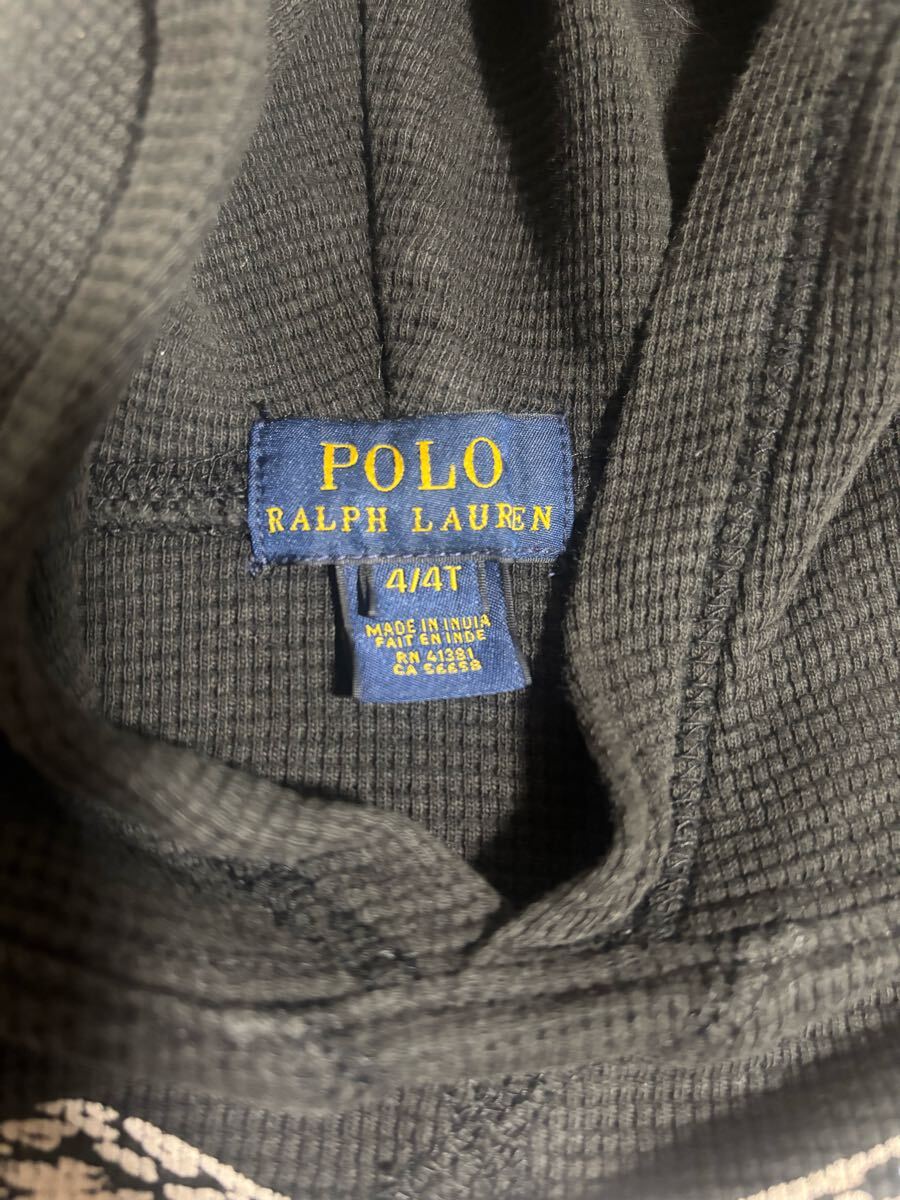 POLO
RALPH LAUREN
4/4T
MADE IN INDIA
FAIT EN INDE
RN 41381
CA 56658